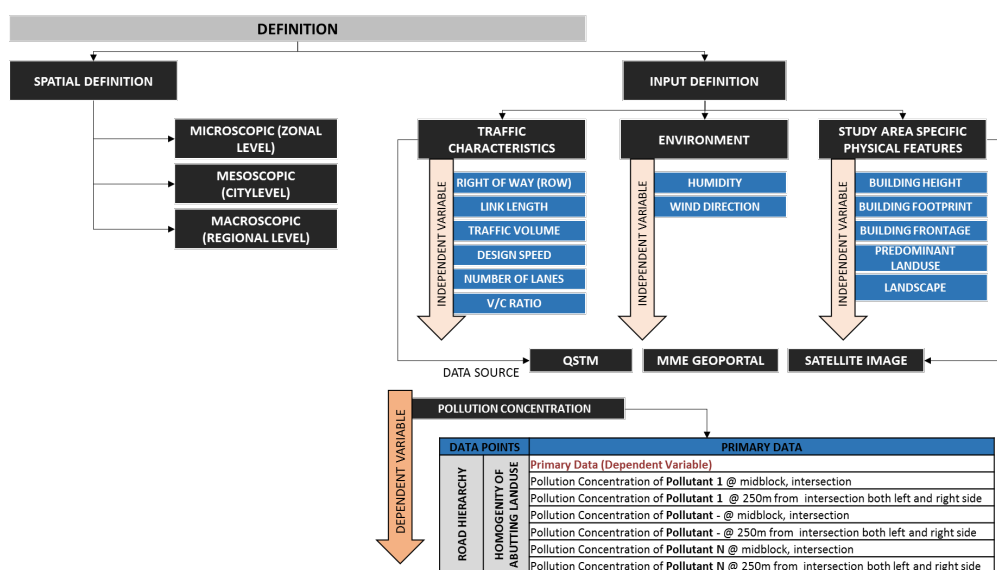 DEFINITION
SPATIAL DEFINITION
INPUT DEFINITION
MICROSCOPIC (ZONAL
LEVEL)
MESOSCOPIC
(CITYLEVEL)
MACROSCOPIC
(REGIONAL LEVEL)
TRAFFIC
CHARACTERISTICS
ENVIRONMENT
STUDY AREA SPECIFIC
PHYSICAL FEATURES
INDEPENDENT VARIABLE
RIGHT OF WAY (ROW)
LINK LENGTH
TRAFFIC VOLUME
DESIGN SPEED
NUMBER OF LANES
V/C RATIO
INDEPENDENT VARIABLE
HUMIDITY
WIND DIRECTION
INDEPENDENT VARIABLE
BUILDING HEIGHT
BUILDING FOOTPRINT
BUILDING FRONTAGE
PREDOMINANT
LANDUSE
LANDSCAPE
DATA SOURCE
QSTM
MME GEOPORTAL
SATELLITE IMAGE
DEPENDENT VARIABLE
POLLUTION CONCENTRATION
DATA POINTS
PRIMARY DATA
ROAD HIERARCHY
HOMOGENITY OF
ABUTTING LANDUSE
Primary Data (Dependent Variable)
Pollution Concentration of Pollutant 1 @ midblock, intersection
Pollution Concentration of Pollutant 1 @ 250m from intersection both left and right side
Pollution Concentration of Pollutant - @ midblock, intersection
Pollution Concentration of Pollutant - @ 250m from intersection both left and right side
Pollution Concentration of Pollutant N @ midblock, intersection
Pollution Concentration of Pollutant N @ 250m from intersection both left and right side